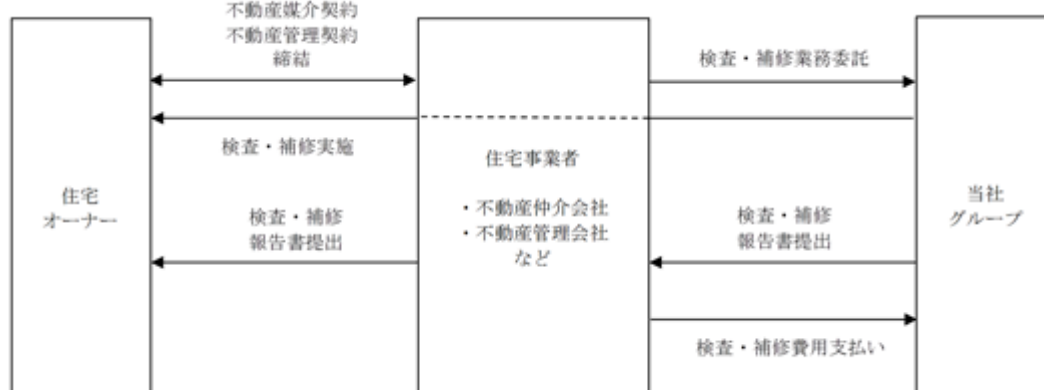 不動産媒介契約
不動産管理契約
締結
検査・補修業務委託
検査・補修実施
住宅事業者
・不動産仲介会社
・不動産管理会社
など
住宅
オーナー
検査・補修
報告書提出
検査・補修
報告書提出
当社
グループ
検査・補修費用支払い